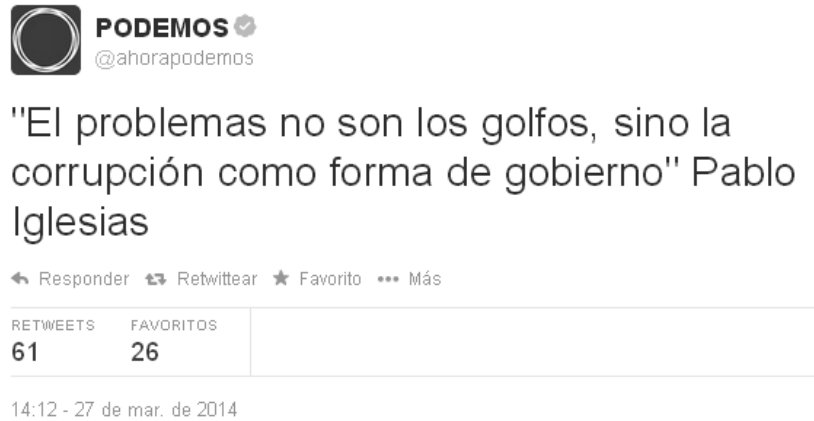 PODEMOS
@ahorapodemos
"El problemas no son los golfos, sino la
corrupción como forma de gobierno" Pablo
Iglesias
Responder Retwittear Favorito Más
RETWEETS FAVORITOS
61 26
14:12 - 27 de mar. de 2014